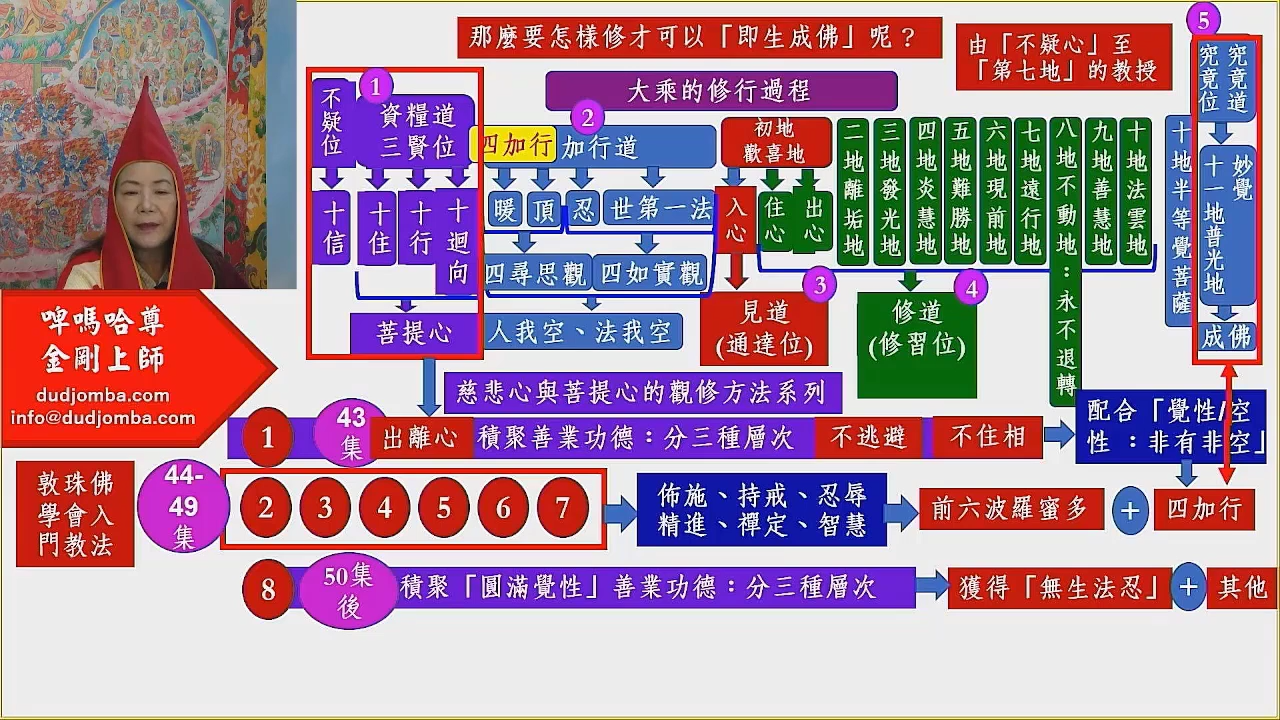 那麼要怎樣修才可以「即生成佛」呢？
由「不疑心」至
「第七地」的教授
大乘的修行過程
1
2
3
4
5
不疑位
資糧道
三賢位
四加行
加行道
初地
歡喜地
二地離垢地
三地發光地
四地炎慧地
五地難勝地
六地現前地
七地遠行地
八地不動地：永不退轉
九地善慧地
十地法雲地
十地半等覺菩薩
究竟道
究竟位
妙覺
十一地普光地
成佛
十信
十住
十行
十迴向
暖
頂
忍
世第一法
入心
住心
出心
四尋思觀
四如實觀
菩提心
人我空、法我空
見道
(通達位)
修道
(修習位)
啤嗎哈尊
金剛上師
dudjomba.com
info@dudjomba.com
慈悲心與菩提心的觀修方法系列
1
43
集
出離心
積聚善業功德：分三種層次
不逃避
不住相
配合「覺性/空
性：非有非空」
敦珠佛
學會入
門教法
44-
49
集
2
3
4
5
6
7
佈施、持戒、忍辱
精進、禪定、智慧
前六波羅蜜多
+
四加行
8
50集
後
積聚「圓滿覺性」善業功德：分三種層次
獲得「無生法忍」
+
其他